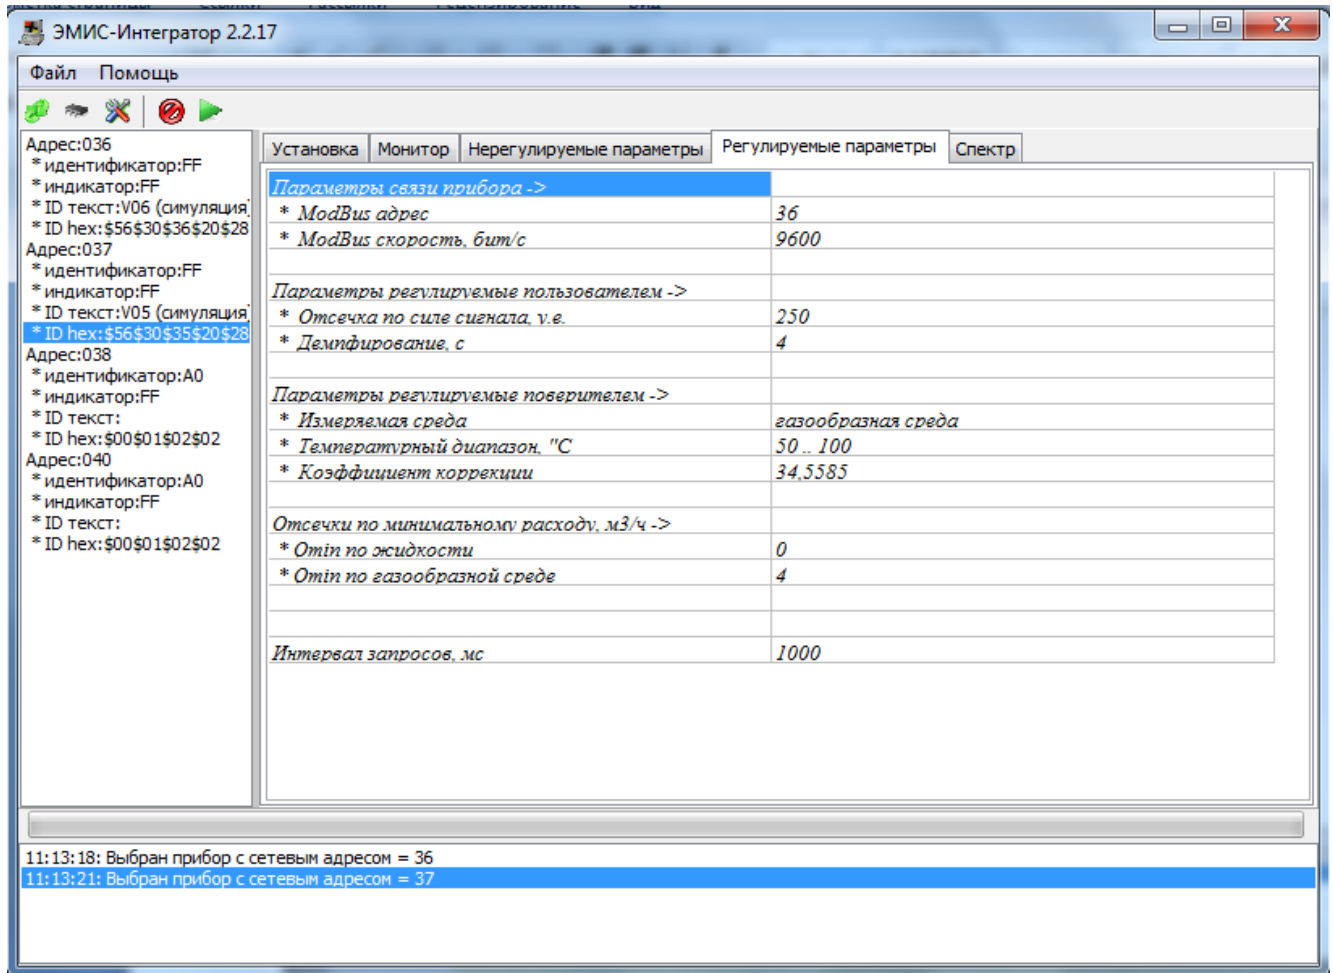 ЭМИС-Интегратор 2.2.17
Файл Помощь
Адрес:036
* идентификатор:FF
* индикатор:FF
* ID текст:V06 (симуляция)
* ID hex:$56$30$36$20$28
Адрес:037
* идентификатор:FF
* индикатор:FF
* ID текст:V05 (симуляция)
* ID hex:$56$30$35$20$28
Адрес:038
* идентификатор:A0
* индикатор:FF
* ID текст:
* ID hex:$00$01$02$02
Адрес:040
* идентификатор:A0
* индикатор:FF
* ID текст:
* ID hex:$00$01$02$02
Установка Монитор Нерегулируемые параметры Регулируемые параметры Спектр
Параметры связи прибора ->
* ModBus адрес 36
* ModBus скорость, бит/с 9600
Параметры регулируемые пользователем ->
* Отсечка по силе сигнала, у.е. 250
* Демпфирование, с 4
Параметры регулируемые поверителем ->
* Измеряемая среда газообразная среда
* Температурный диапазон, "C 50 .. 100
* Коэффициент коррекции 34,5585
Отсечки по минимальному расходу, м3/ч ->
* Qmin по жидкости 0
* Qmin по газообразной среде 4
Интервал запросов, мс 1000
11:13:18: Выбран прибор с сетевым адресом = 36
11:13:21: Выбран прибор с сетевым адресом = 37